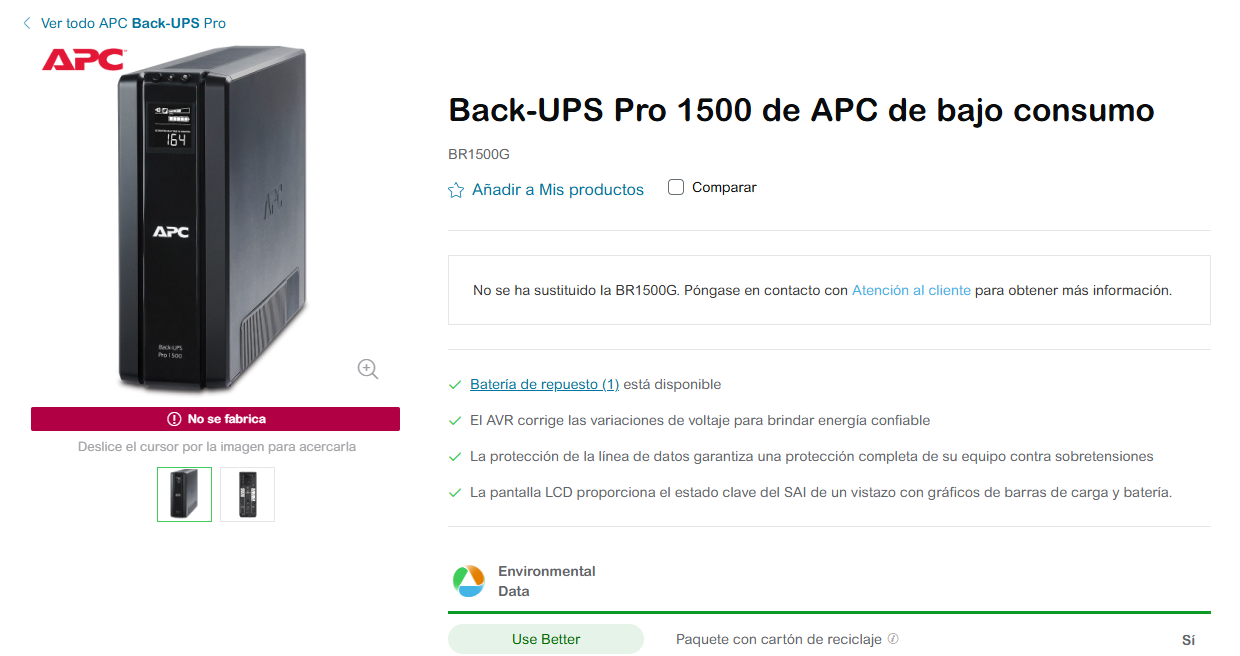 Ver todo APC Back-UPS Pro
APC
164
APC
APC
Back-UPS
Pro 1500
No se fabrica
Deslice el cursor por la imagen para acercarla
Back-UPS Pro 1500 de APC de bajo consumo
BR1500G
Añadir a Mis productos
Comparar
No se ha sustituido la BR1500G. Póngase en contacto con Atención al cliente para obtener más información.
Batería de repuesto (1) está disponible
El AVR corrige las variaciones de voltaje para brindar energía confiable
La protección de la línea de datos garantiza una protección completa de su equipo contra sobretensiones
La pantalla LCD proporciona el estado clave del SAI de un vistazo con gráficos de barras de carga y batería.
Environmental
Data
Use Better
Paquete con cartón de reciclaje
Sí